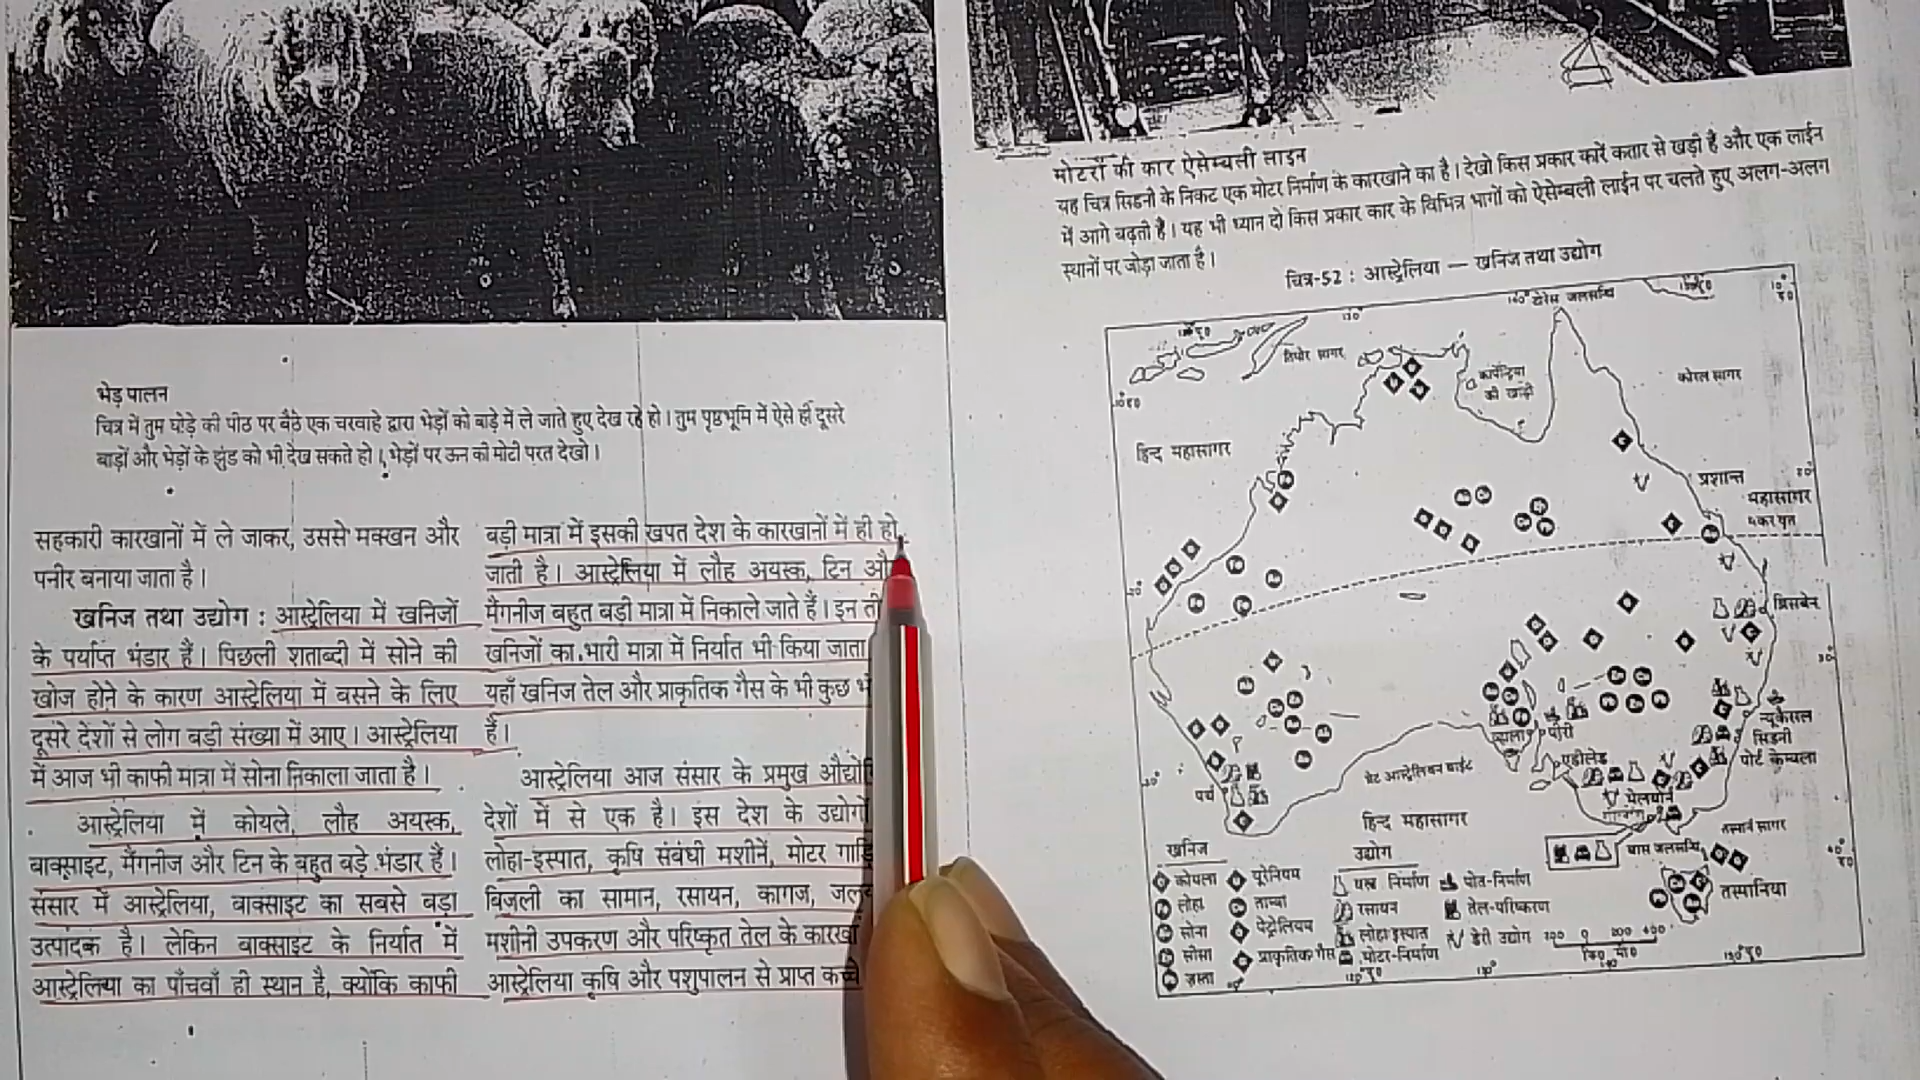 भेड़ पालन
चित्र में तुम घोड़े की पीठ पर बैठे एक चरवाहे द्वारा भेड़ों को बाड़े में ले जाते हुए देख रहे हो। तुम पृष्ठभूमि में ऐसे ही दूसरे
बाड़ों और भेड़ों के झुंड को भी देख सकते हो। भेड़ों पर ऊन की मोटी परत देखो।
सहकारी कारखानों में ले जाकर, उससे मक्खन और
पनीर बनाया जाता है।
खनिज तथा उद्योग : आस्ट्रेलिया में खनिजों
के पर्याप्त भंडार हैं। पिछली शताब्दी में सोने की
खोज होने के कारण आस्ट्रेलिया में बसने के लिए
दूसरे देशों से लोग बड़ी संख्या में आए। आस्ट्रेलिया
में आज भी काफी मात्रा में सोना निकाला जाता है।
आस्ट्रेलिया में कोयले, लौह अयस्क,
बाक्साइट, मैंगनीज और टिन के बहुत बड़े भंडार हैं।
संसार में आस्ट्रेलिया, बाक्साइट का सबसे बड़ा
उत्पादक है। लेकिन बाक्साइट के निर्यात में
आस्ट्रेलिया का पाँचवाँ ही स्थान है, क्योंकि काफी
बड़ी मात्रा में इसकी खपत देश के कारखानों में ही हो
जाती है। आस्ट्रेलिया में लौह अयस्क, टिन
मैंगनीज बहुत बड़ी मात्रा में निकाले जाते हैं। इन
खनिजों का भारी मात्रा में निर्यात भी किया जाता
यहाँ खनिज तेल और प्राकृतिक गैस के भी कुछ
हैं।
आस्ट्रेलिया आज संसार के प्रमुख
देशों में से एक है। इस देश के उद्योगों
लोहा-इस्पात, कृषि संबंधी मशीनें, मोटर
बिजली का सामान, रसायन, कागज,
मशीनी उपकरण और परिष्कृत तेल के
आस्ट्रेलिया कृषि और पशुपालन से प्राप्त कच्चे
मोटरों की कार ऐसेम्बली लाइन
यह चित्र सिडनी के निकट एक मोटर निर्माण के कारखाने का है। देखो किस प्रकार कारें कतार से खड़ी हैं और एक लाईन
में आगे बढ़ती हैं। यह भी ध्यान दो किस प्रकार कार के विभिन्न भागों को ऐसेम्बली लाईन पर चलते हुए अलग-अलग
स्थानों पर जोड़ा जाता है।
चित्र-52 : आस्ट्रेलिया — खनिज तथा उद्योग
टोरेस जलसन्धि
तिमोर सागर
कार्पेन्ट्रिया
की खाड़ी
कोरल सागर
हिन्द महासागर
प्रशान्त
महासागर
मकर वृत्त
ब्रिसबेन
न्यूकैसल
सिडनी
पोर्ट केम्बला
पीरी
एडीलेड
मेलबोर्न
पर्थ
ग्रेट आस्ट्रेलियन बाईट
हिन्द महासागर
तस्मान सागर
बास जलसन्धि
तस्मानिया
खनिज
कोयला
लोहा
सोना
सीसा
जस्ता
यूरेनियम
ताम्बा
पेट्रोलियम
प्राकृतिक गैस
उद्योग
वस्त्र निर्माण
रसायन
लोहा इस्पात
मोटर-निर्माण
पोत-निर्माण
तेल-परिष्करण
डेरी उद्योग
200 0 200 400